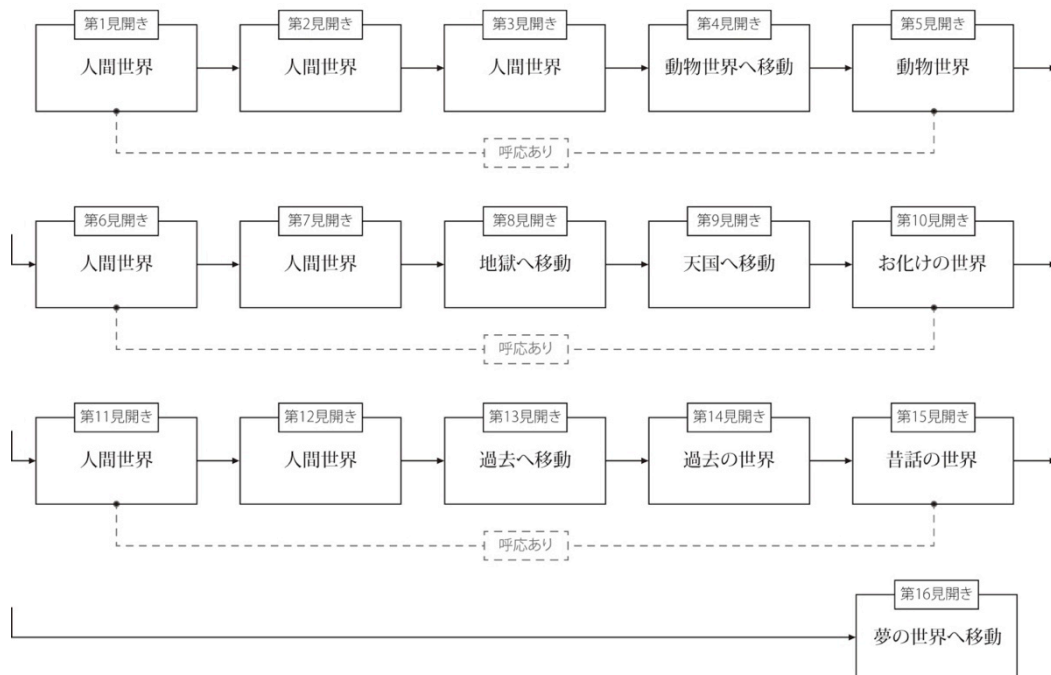 第1見開き
人間世界
第2見開き
人間世界
第3見開き
人間世界
第4見開き
動物世界へ移動
第5見開き
動物世界
呼応あり
第6見開き
人間世界
第7見開き
人間世界
第8見開き
地獄へ移動
第9見開き
天国へ移動
第10見開き
お化けの世界
呼応あり
第11見開き
人間世界
第12見開き
人間世界
第13見開き
過去へ移動
第14見開き
過去の世界
第15見開き
昔話の世界
呼応あり
第16見開き
夢の世界へ移動